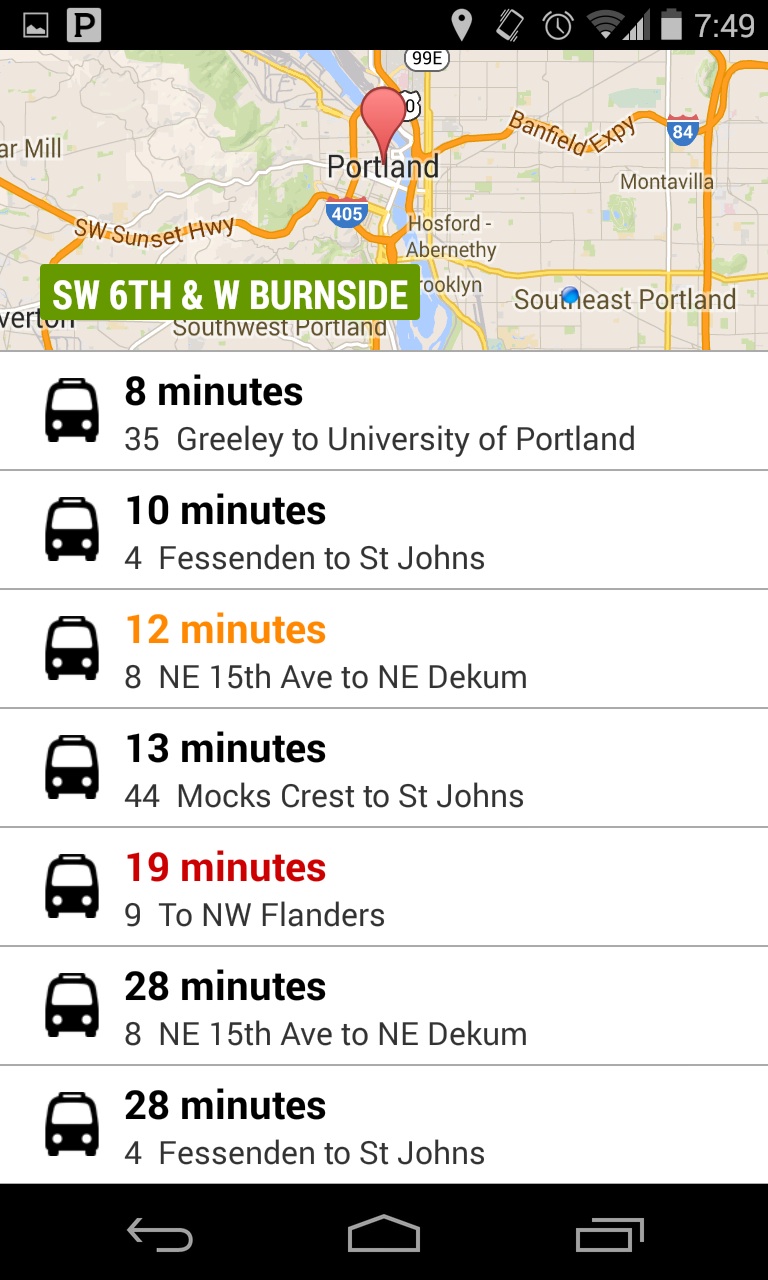 P 7:49
99E
ar Mill
Banfield Expy
84
Portland
Montavilla
405
SW Sunset Hwy
Hosford -
Abernethy
rooklyn
SW 6TH & W BURNSIDE
Southeast Portland
verton
Southwest Portland
8 minutes
35 Greeley to University of Portland
10 minutes
4 Fessenden to St Johns
12 minutes
8 NE 15th Ave to NE Dekum
13 minutes
44 Mocks Crest to St Johns
19 minutes
9 To NW Flanders
28 minutes
8 NE 15th Ave to NE Dekum
28 minutes
4 Fessenden to St Johns